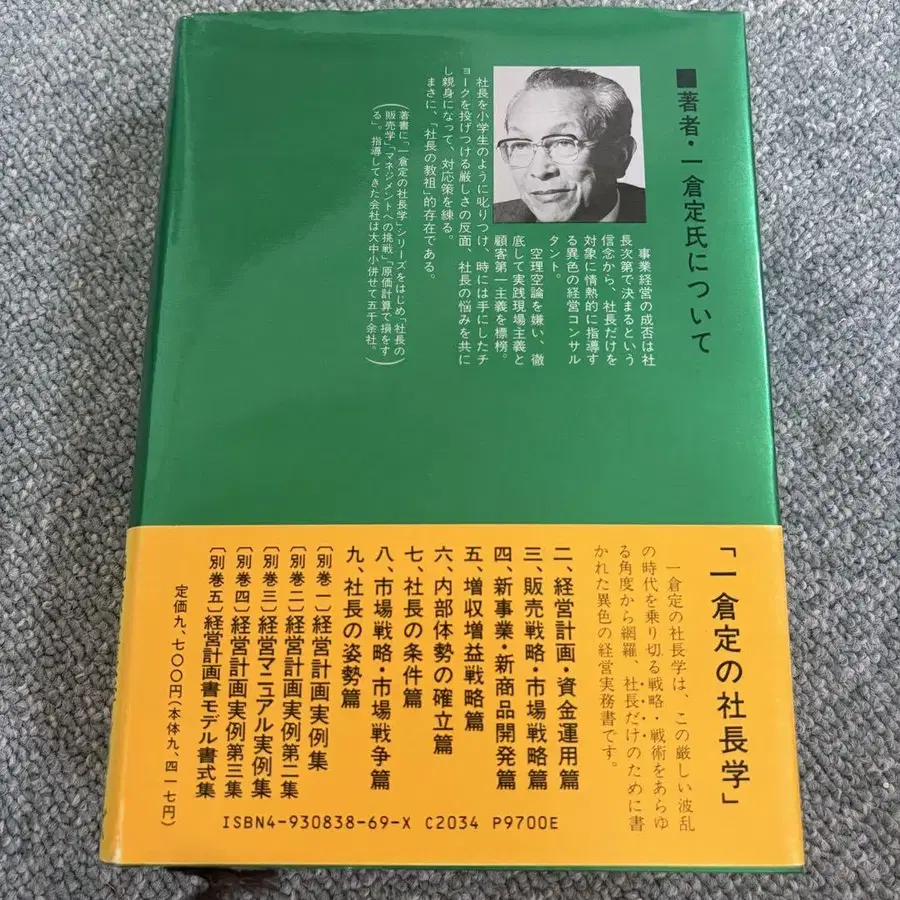 ■著者・一倉定氏について
事業経営の成否は社
長次第で決まるという
信念から、社長だけを
対象に情熱的に指導す
る異色の経営コンサル
タント。
空理空論を嫌い、徹
底して実践現場主義と
顧客第一主義を標榜。
社長を小学生のように叱りつけ、時には手にしたチ
ョークを投げつける厳しさの反面、社長の悩みを共に
し親身になって、対応策を練る。
まさに、「社長の教祖」的存在である。
(著書に「一倉定の社長学」シリーズをはじめ「社長の
販売学」「マネジメントへの挑戦」「原価計算で損をす
る」。指導してきた会社は大中小併せて五千余社。)
「一倉定の社長学」
一倉定の社長学は、この厳しい波乱
の時代を乗り切る戦略・戦術をあらゆ
る角度から網羅、社長だけのために書
かれた異色の経営実務書です。
二、経営計画・資金運用篇
三、販売戦略・市場戦略篇
四、新事業・新商品開発篇
五、増収増益戦略篇
六、内部体勢の確立篇
七、社長の条件篇
八、市場戦略・市場戦争篇
九、社長の姿勢篇
〔別巻一〕経営計画実例集
〔別巻二〕経営計画実例第二集
〔別巻三〕経営マニュアル実例集
〔別巻四〕経営計画実例第三集
〔別巻五〕経営計画書モデル書式集
定価九、七〇〇円(本体九、四一七円)
ISBN4-930838-69-X C2034 P9700E